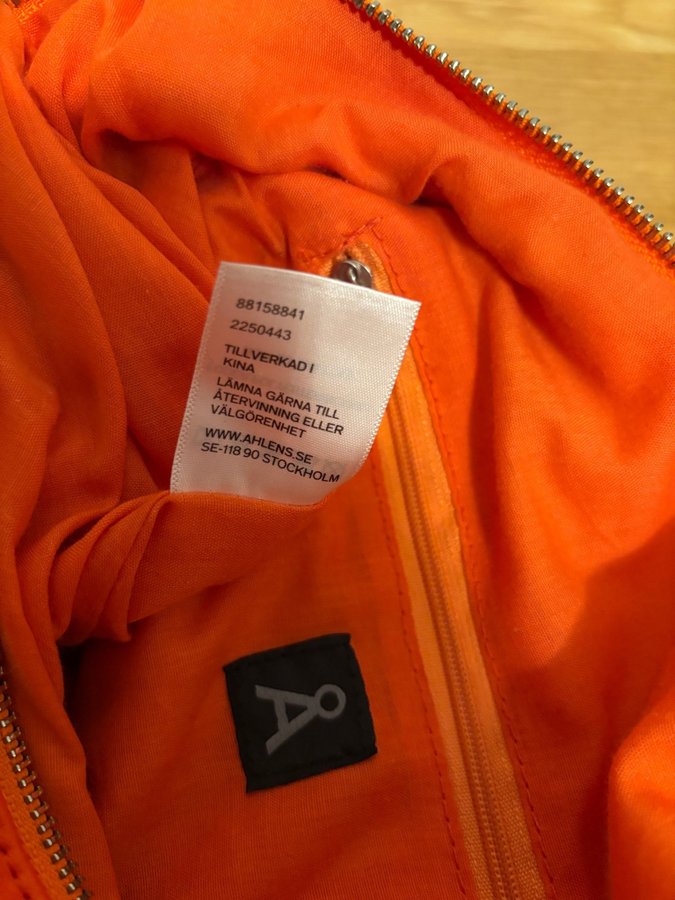 88158841
2250443
TILLVERKAD I
KINA
LÄMNA GÄRNA TILL
ÅTERVINNING ELLER
VÄLGÖRENHET
WWW.AHLENS.SE
SE-118 90 STOCKHOLM
Å